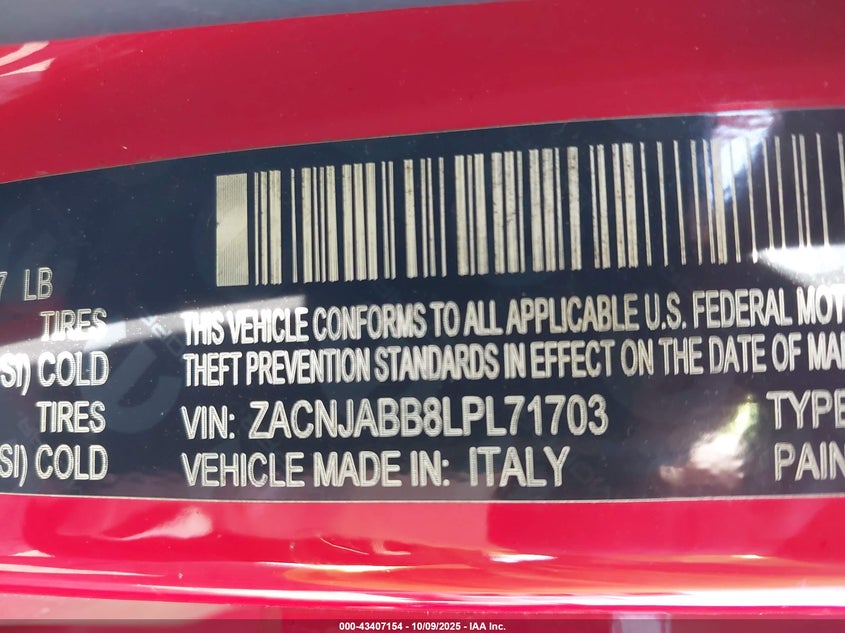 7 LB
TIRES
SI) COLD
TIRES
SI) COLD
THIS VEHICLE CONFORMS TO ALL APPLICABLE U.S. FEDERAL MOT
THEFT PREVENTION STANDARDS IN EFFECT ON THE DATE OF MA
VIN: ZACNJABB8LPL71703
VEHICLE MADE IN: ITALY
TYPE
PAIN
000-43407154 - 10/09/2025 - IAA Inc.